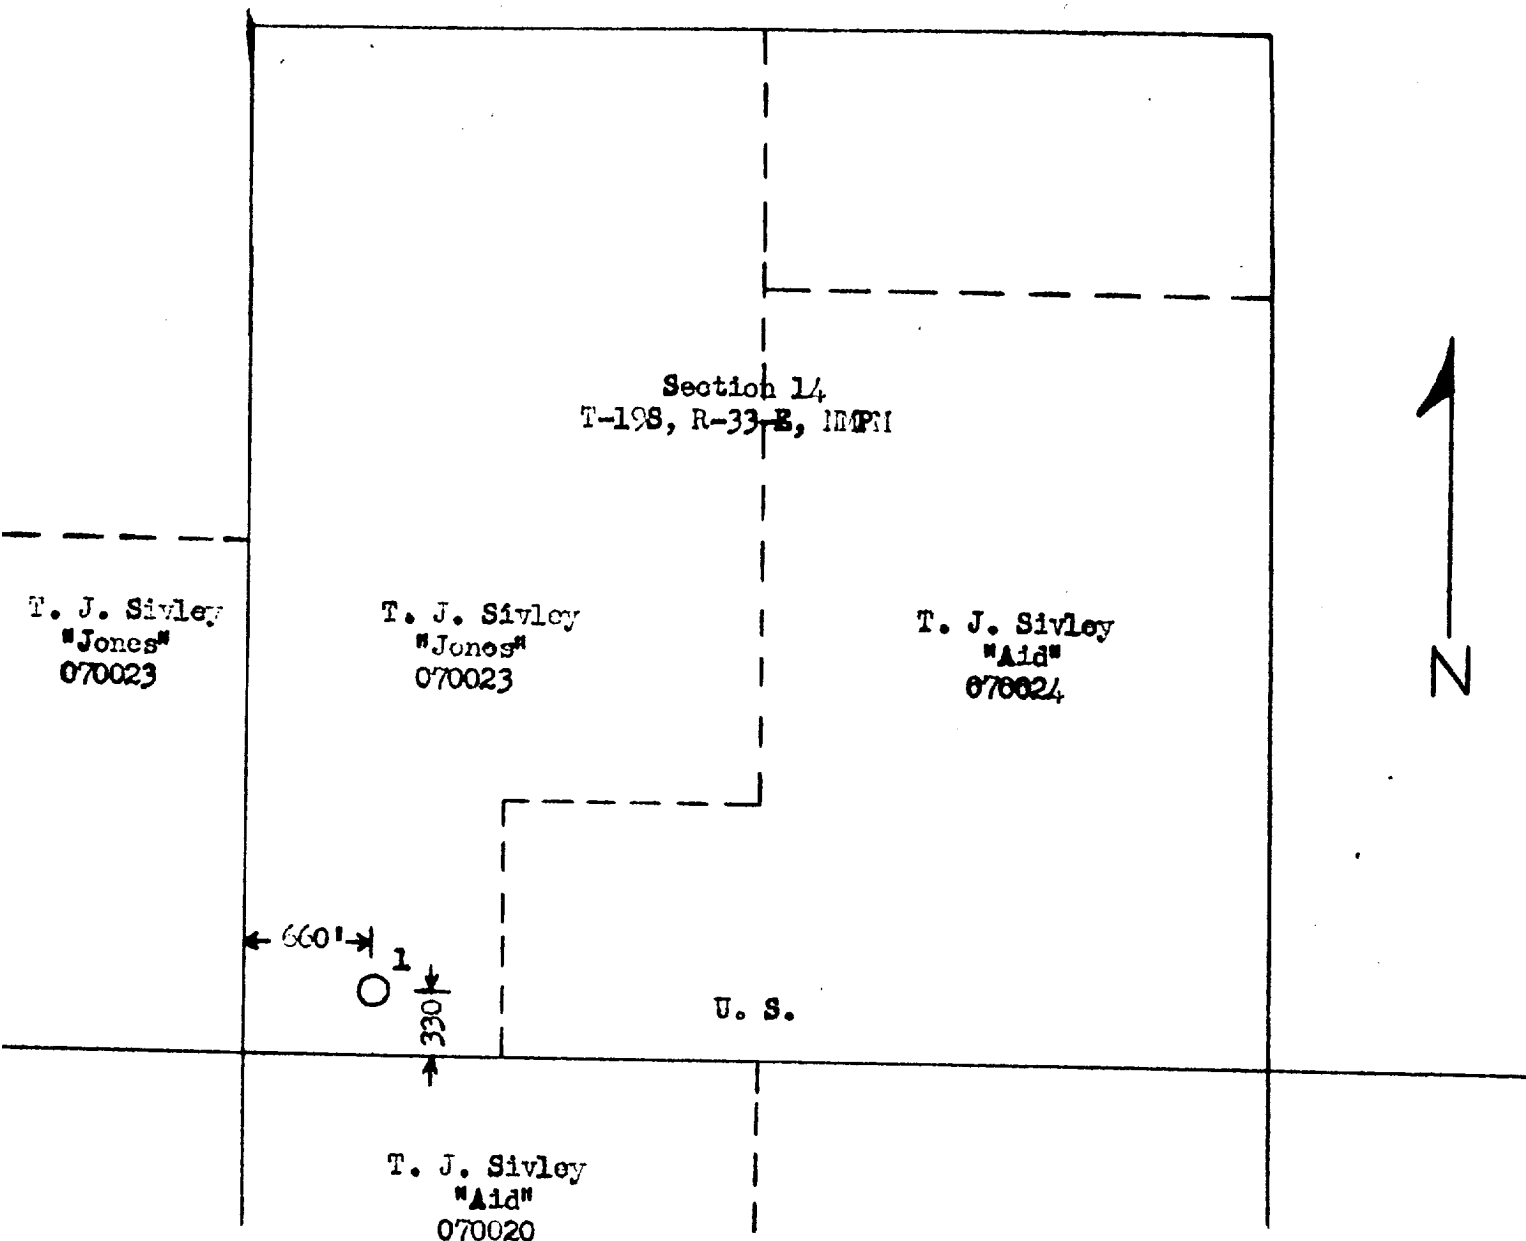 Section 14
T-19S, R-33-E, NMPM
T. J. Sivley
"Jones"
070023
T. J. Sivley
"Jones"
070023
T. J. Sivley
"Aid"
070024
N
660'
1
330
U. S.
T. J. Sivley
"Aid"
070020